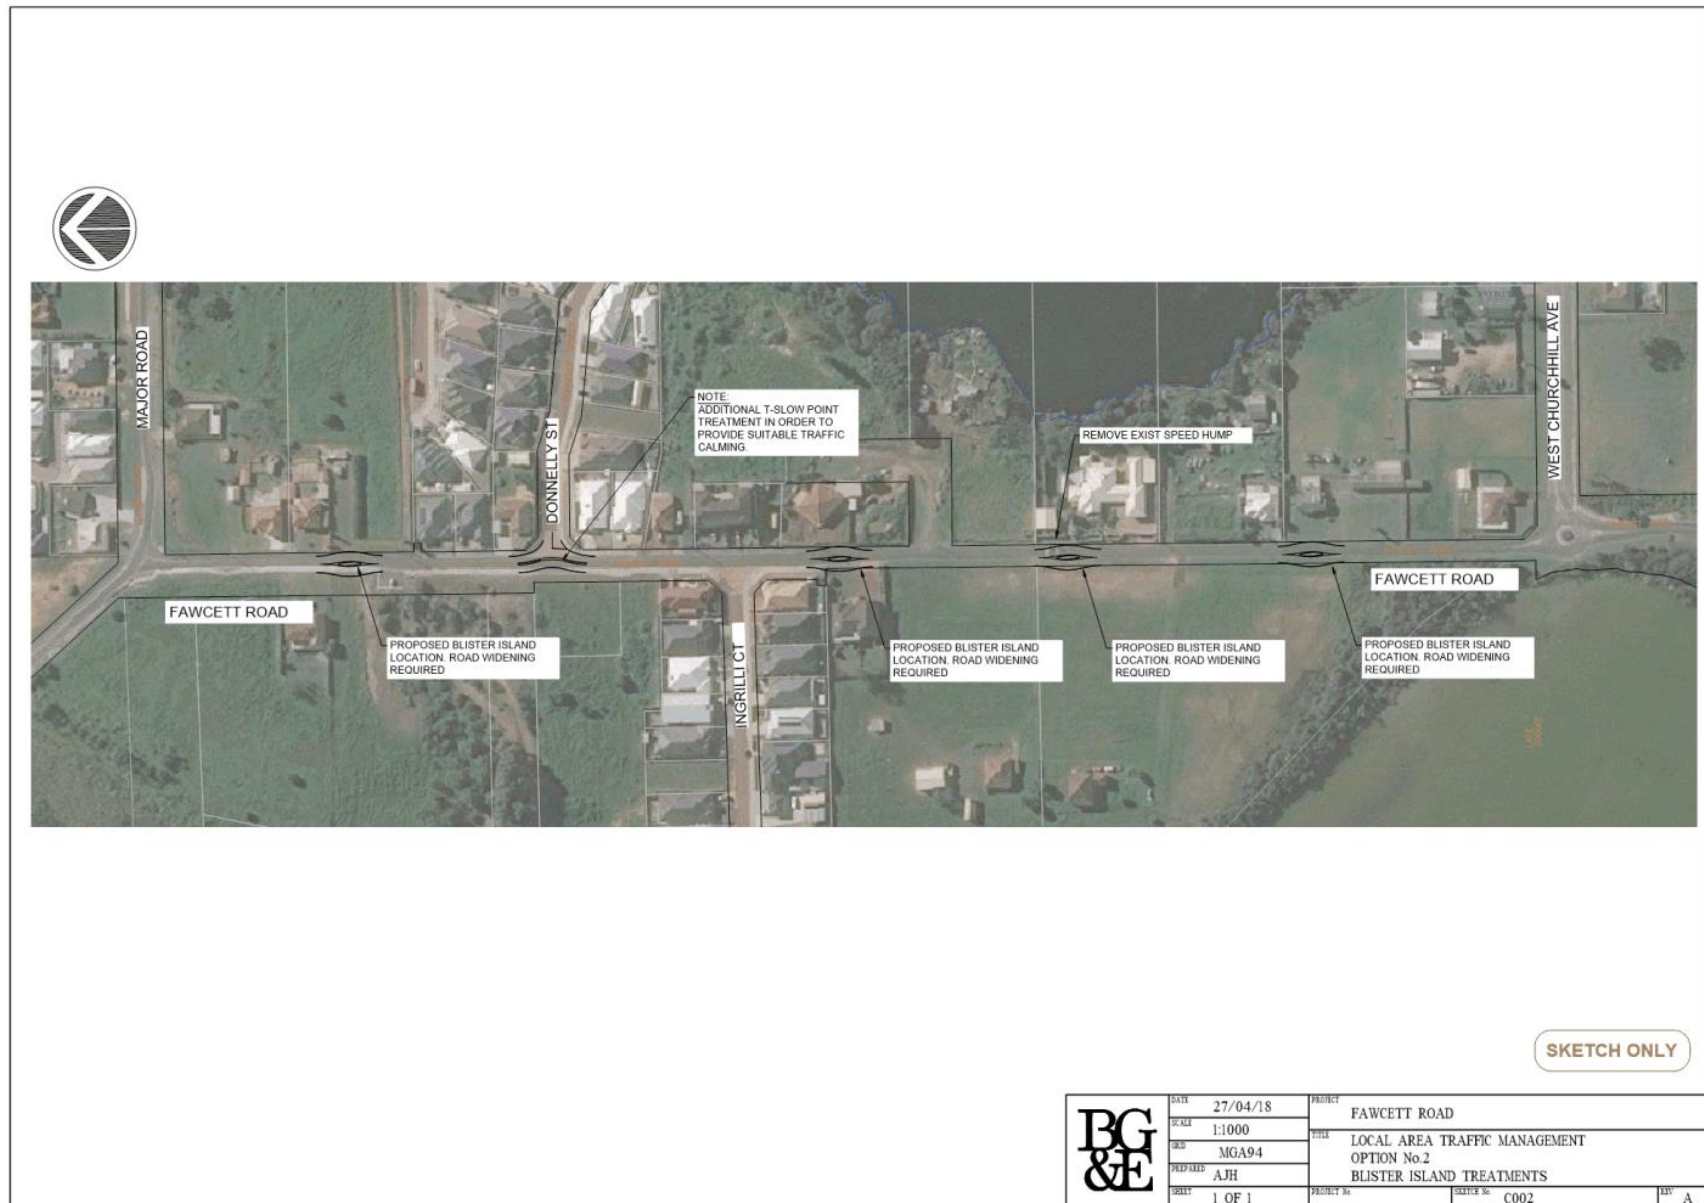 MAJOR ROAD
DONNELLY ST
NOTE:
ADDITIONAL T-SLOW POINT
TREATMENT IN ORDER TO
PROVIDE SUITABLE TRAFFIC
CALMING.
REMOVE EXIST SPEED HUMP
WEST CHURCHHILL AVE
FAWCETT ROAD
FAWCETT ROAD
PROPOSED BLISTER ISLAND
LOCATION. ROAD WIDENING
REQUIRED
INGRILLI CT
PROPOSED BLISTER ISLAND
LOCATION. ROAD WIDENING
REQUIRED
PROPOSED BLISTER ISLAND
LOCATION. ROAD WIDENING
REQUIRED
PROPOSED BLISTER ISLAND
LOCATION. ROAD WIDENING
REQUIRED
SKETCH ONLY
BG
&E
DATE 27/04/18
SCALE 1:1000
GRID MGA94
PREPARED AJH
SHEET 1 OF 1
PROJECT FAWCETT ROAD
TITLE LOCAL AREA TRAFFIC MANAGEMENT
OPTION No.2
BLISTER ISLAND TREATMENTS
PROJECT No
SKETCH No C002
REV A